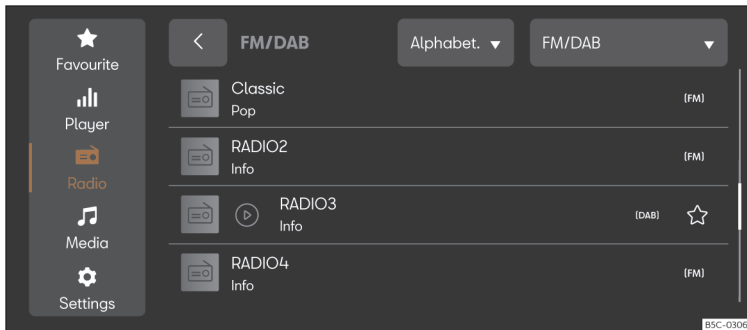 Favourite
Player
Radio
Media
Settings
FM/DAB
Alphabet.
FM/DAB
Classic
Pop
(FM)
RADIO2
Info
(FM)
RADIO3
Info
(DAB)
RADIO4
Info
(FM)
B5C-0306